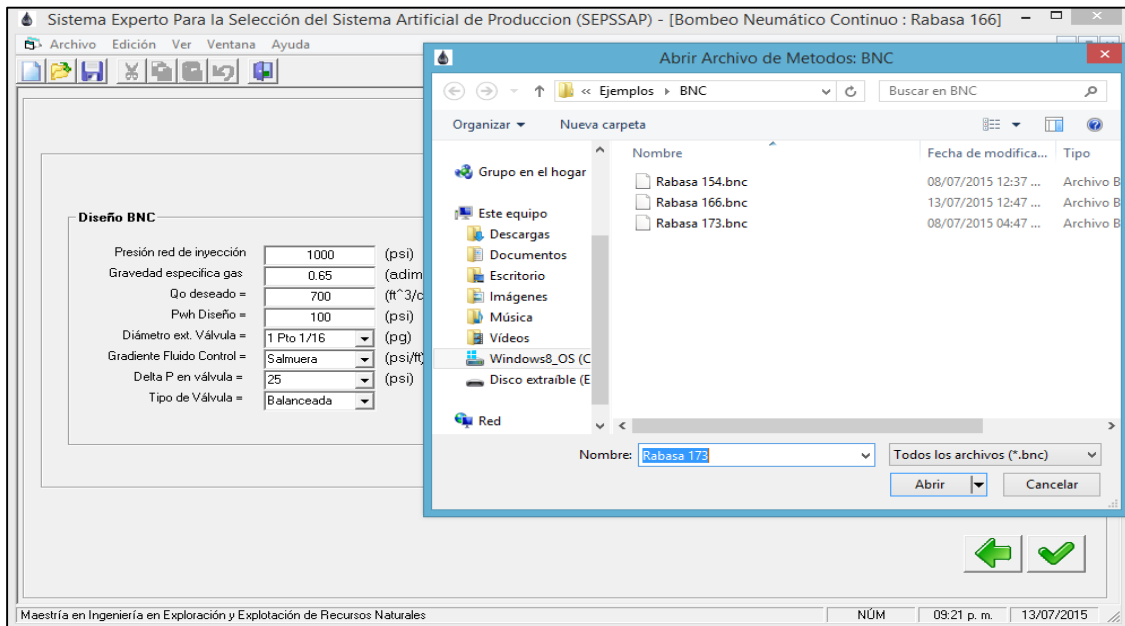 Sistema Experto Para la Selección del Sistema Artificial de Produccion (SEPSSAP) - [Bombeo Neumático Continuo : Rabasa 166]
Archivo Edición Ver Ventana Ayuda
Diseño BNC
Presión red de inyección 1000 (psi)
Gravedad especifica gas 0.65 (adim
Qo deseado = 700 (ft^3/c
Pwh Diseño = 100 (psi)
Diámetro ext. Válvula = 1 Pto 1/16 (pg)
Gradiente Fluido Control = Salmuera (psi/ft)
Delta P en válvula = 25 (psi)
Tipo de Válvula = Balanceada
Abrir Archivo de Metodos: BNC
« Ejemplos BNC
Buscar en BNC
Organizar Nueva carpeta
Grupo en el hogar
Este equipo
Descargas
Documentos
Escritorio
Imágenes
Música
Vídeos
Windows8_OS (C
Disco extraíble (E
Red
Nombre Fecha de modifica... Tipo
Rabasa 154.bnc 08/07/2015 12:37 ... Archivo B
Rabasa 166.bnc 13/07/2015 12:47 ... Archivo B
Rabasa 173.bnc 08/07/2015 04:47 ... Archivo B
Nombre: Rabasa 173 Todos los archivos (*.bnc)
Abrir Cancelar
Maestría en Ingeniería en Exploración y Explotación de Recursos Naturales NÚM 09:21 p. m. 13/07/2015